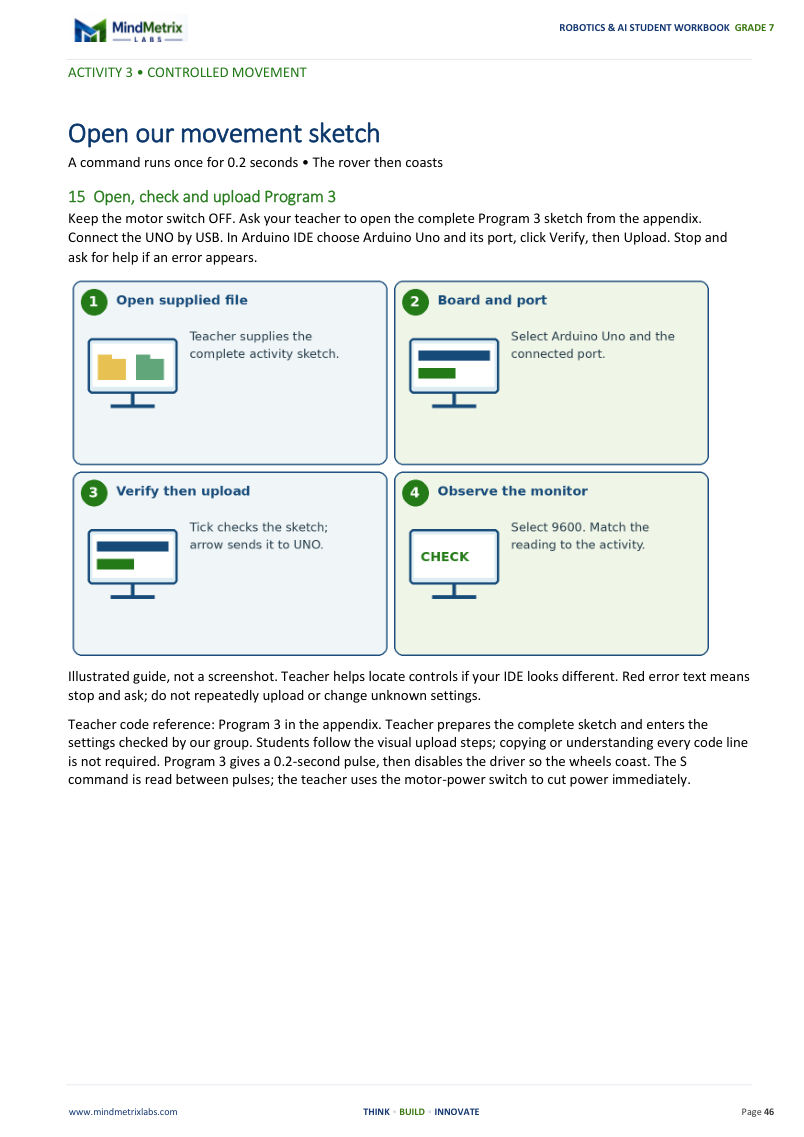 MindMetrix
LABS
ROBOTICS & AI STUDENT WORKBOOK GRADE 7
ACTIVITY 3 • CONTROLLED MOVEMENT
Open our movement sketch
A command runs once for 0.2 seconds • The rover then coasts
15 Open, check and upload Program 3
Keep the motor switch OFF. Ask your teacher to open the complete Program 3 sketch from the appendix.
Connect the UNO by USB. In Arduino IDE choose Arduino Uno and its port, click Verify, then Upload. Stop and
ask for help if an error appears.
1 Open supplied file
Teacher supplies the
complete activity sketch.
2 Board and port
Select Arduino Uno and the
connected port.
3 Verify then upload
Tick checks the sketch;
arrow sends it to UNO.
4 Observe the monitor
Select 9600. Match the
reading to the activity.
CHECK
Illustrated guide, not a screenshot. Teacher helps locate controls if your IDE looks different. Red error text means
stop and ask; do not repeatedly upload or change unknown settings.
Teacher code reference: Program 3 in the appendix. Teacher prepares the complete sketch and enters the
settings checked by our group. Students follow the visual upload steps; copying or understanding every code line
is not required. Program 3 gives a 0.2-second pulse, then disables the driver so the wheels coast. The S
command is read between pulses; the teacher uses the motor-power switch to cut power immediately.
www.mindmetrixlabs.com
THINK • BUILD • INNOVATE
Page 46